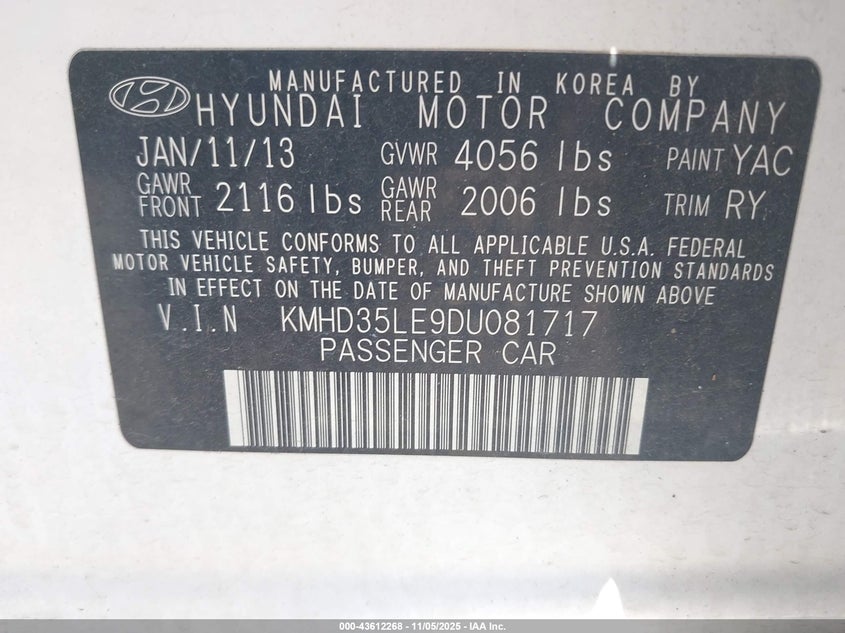 MANUFACTURED IN KOREA BY
HYUNDAI MOTOR COMPANY
JAN/11/13 GVWR 4056 lbs PAINT YAC
GAWR FRONT 2116 lbs GAWR REAR 2006 lbs TRIM RY
THIS VEHICLE CONFORMS TO ALL APPLICABLE U.S.A. FEDERAL
MOTOR VEHICLE SAFETY, BUMPER, AND THEFT PREVENTION STANDARDS
IN EFFECT ON THE DATE OF MANUFACTURE SHOWN ABOVE
V.I.N KMHD35LE9DU081717
PASSENGER CAR
000-43612268 - 11/05/2025 - IAA Inc.